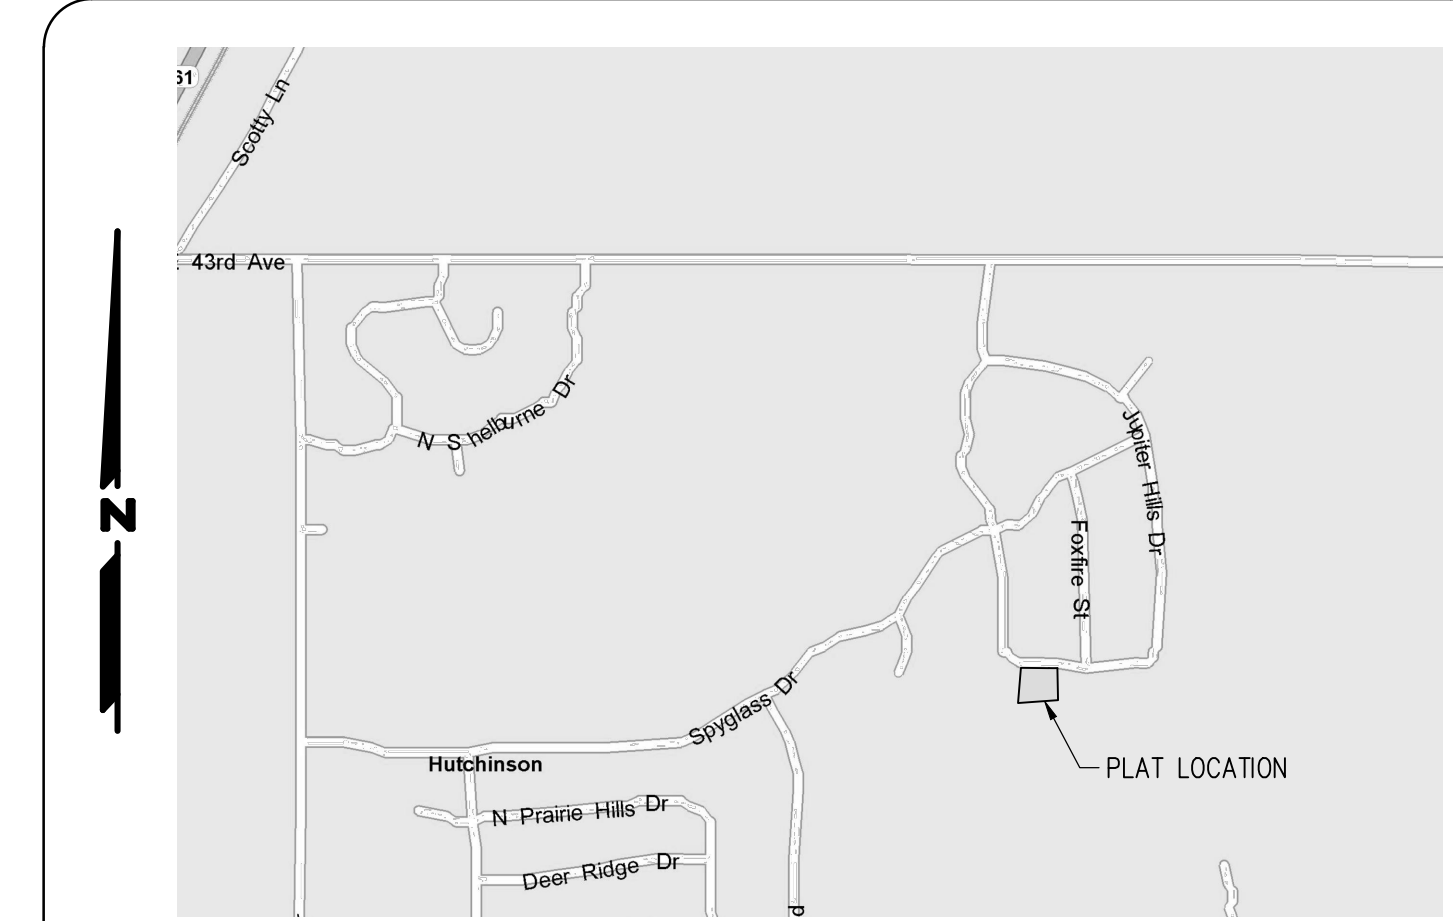 61
Scotty Ln
43rd Ave
N Shelburne Dr
Jupiter Hills Dr
N
Foxfire St
Spyglass Dr
Hutchinson
PLAT LOCATION
N Prairie Hills Dr
Deer Ridge Dr